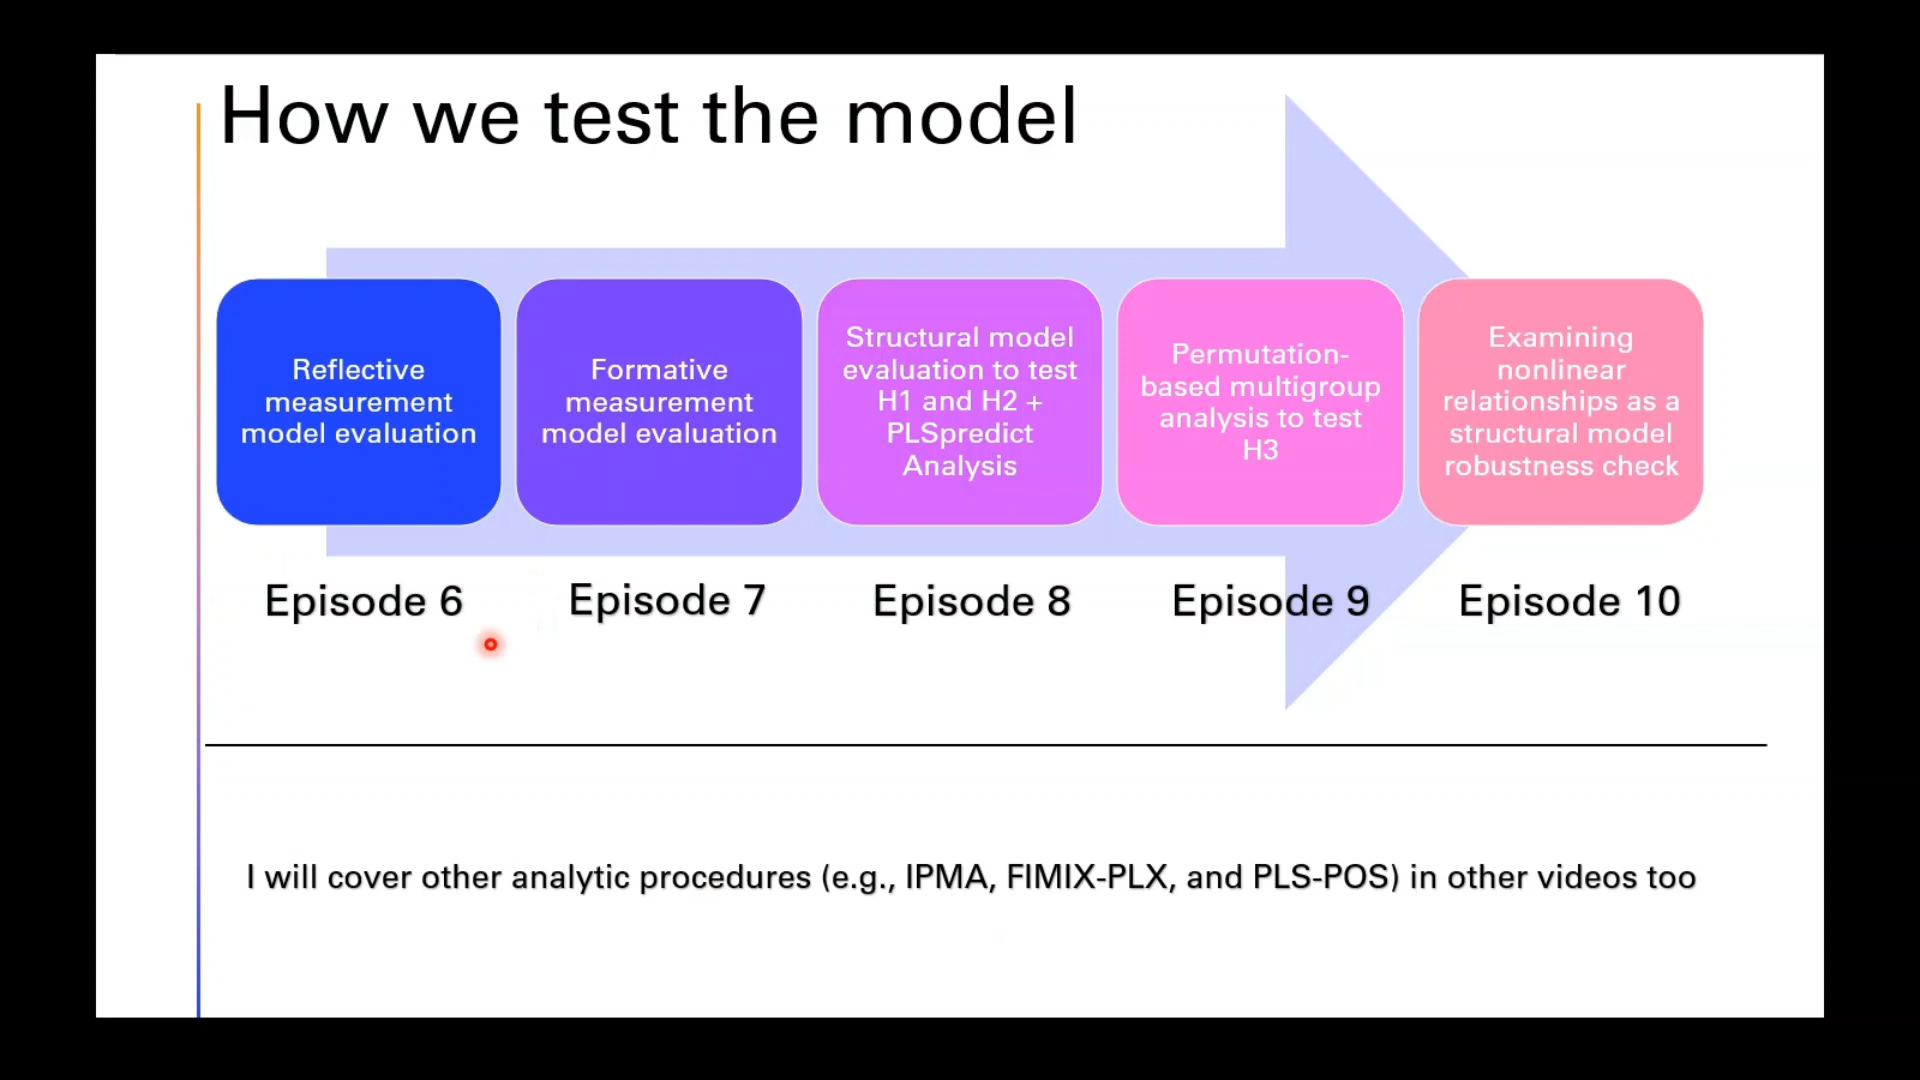 How we test the model
Reflective
measurement
model evaluation
Formative
measurement
model evaluation
Structural model
evaluation to test
H1 and H2 +
PLSpredict
Analysis
Permutation-
based multigroup
analysis to test
H3
Examining
nonlinear
relationships as a
structural model
robustness check
Episode 6
Episode 7
Episode 8
Episode 9
Episode 10
I will cover other analytic procedures (e.g., IPMA, FIMIX-PLX, and PLS-POS) in other videos too